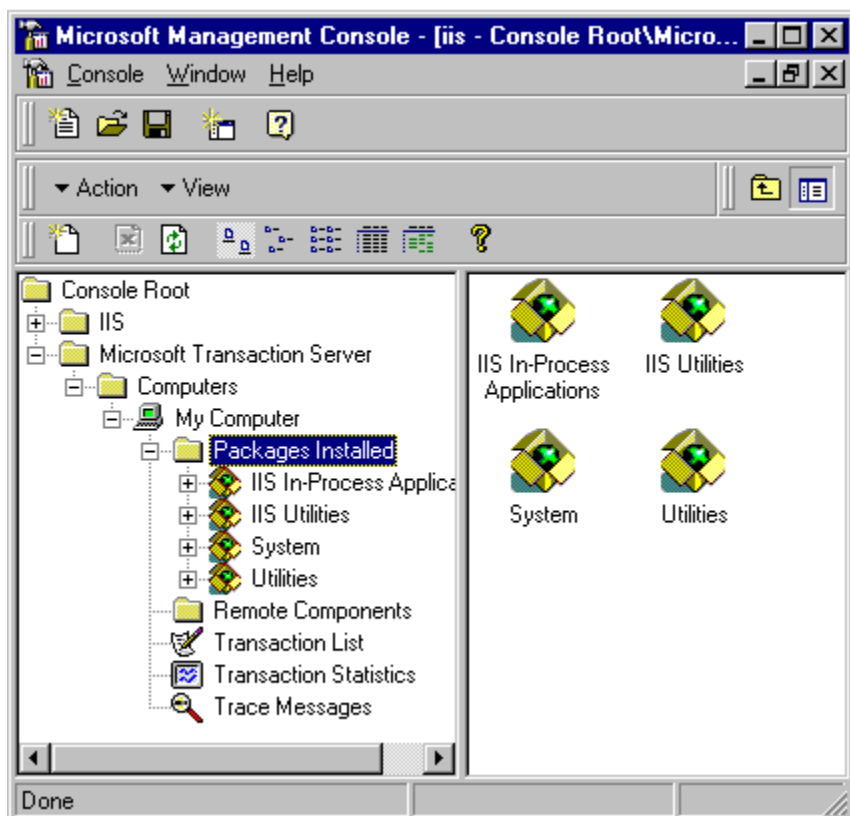 Microsoft Management Console - [iis - Console Root\Micro...
Console Window Help
Action View
Console Root
IIS
Microsoft Transaction Server
Computers
My Computer
Packages Installed
IIS In-Process Applica
IIS Utilities
System
Utilities
Remote Components
Transaction List
Transaction Statistics
Trace Messages
IIS In-Process
Applications
IIS Utilities
System
Utilities
Done